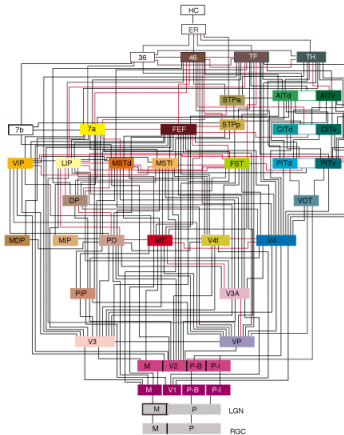 HC
ER
36 46 TF TH
STPa AITd AITv
7b 7a FEF STPp CITd CITv
VIP LIP MSTd MSTl FST PITd PITv
DP VOT
MDP MIP PO MT V4t V4
PIP V3A
V3 VP
M V2 P-B P-I
M V1 P-B P-I
M P LGN
M P RGC